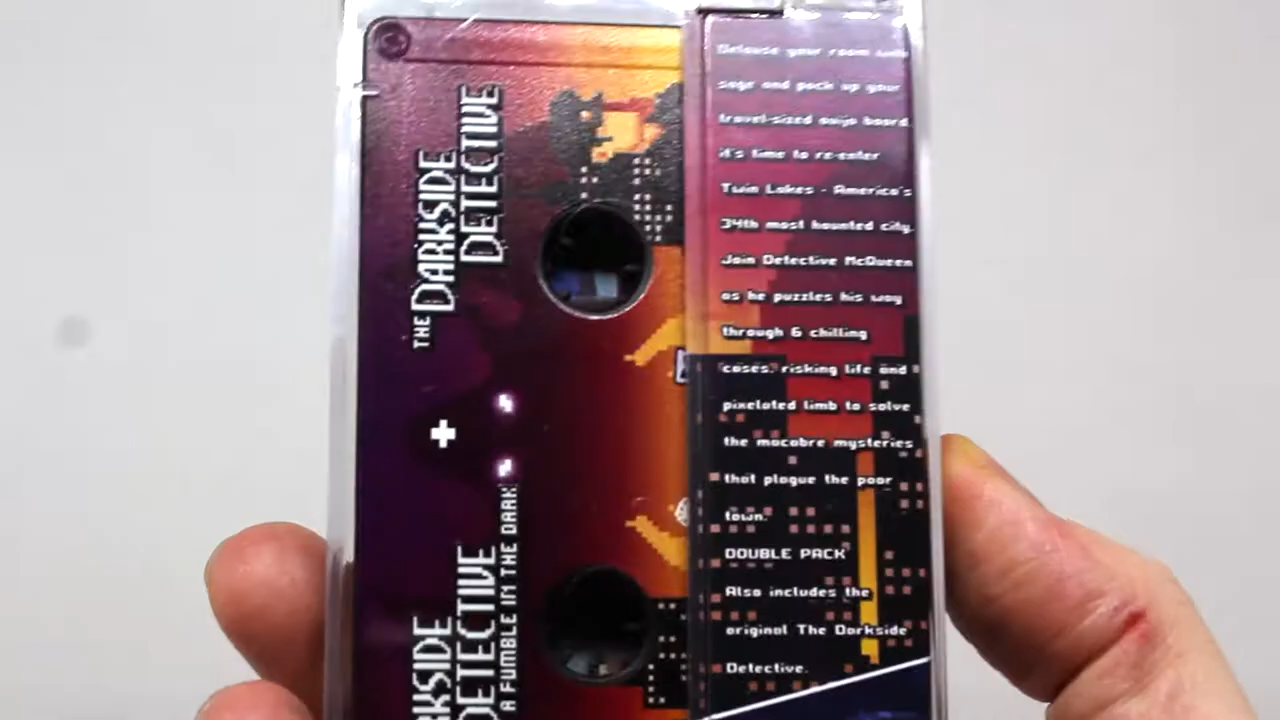 THE DARKSIDE
DETECTIVE
+
RKSIDE
DETECTIVE
A FUMBLE IN THE DARK
Delouse your room with
sage and pack up your
travel-sized ouija board,
it's time to re-enter
Twin Lakes - America's
34th most haunted city.
Join Detective McQueen
as he puzzles his way
through 6 chilling
cases, risking life and
pixelated limb to solve
the macabre mysteries
that plague the poor
town.
DOUBLE PACK
Also includes the
original The Darkside
Detective.